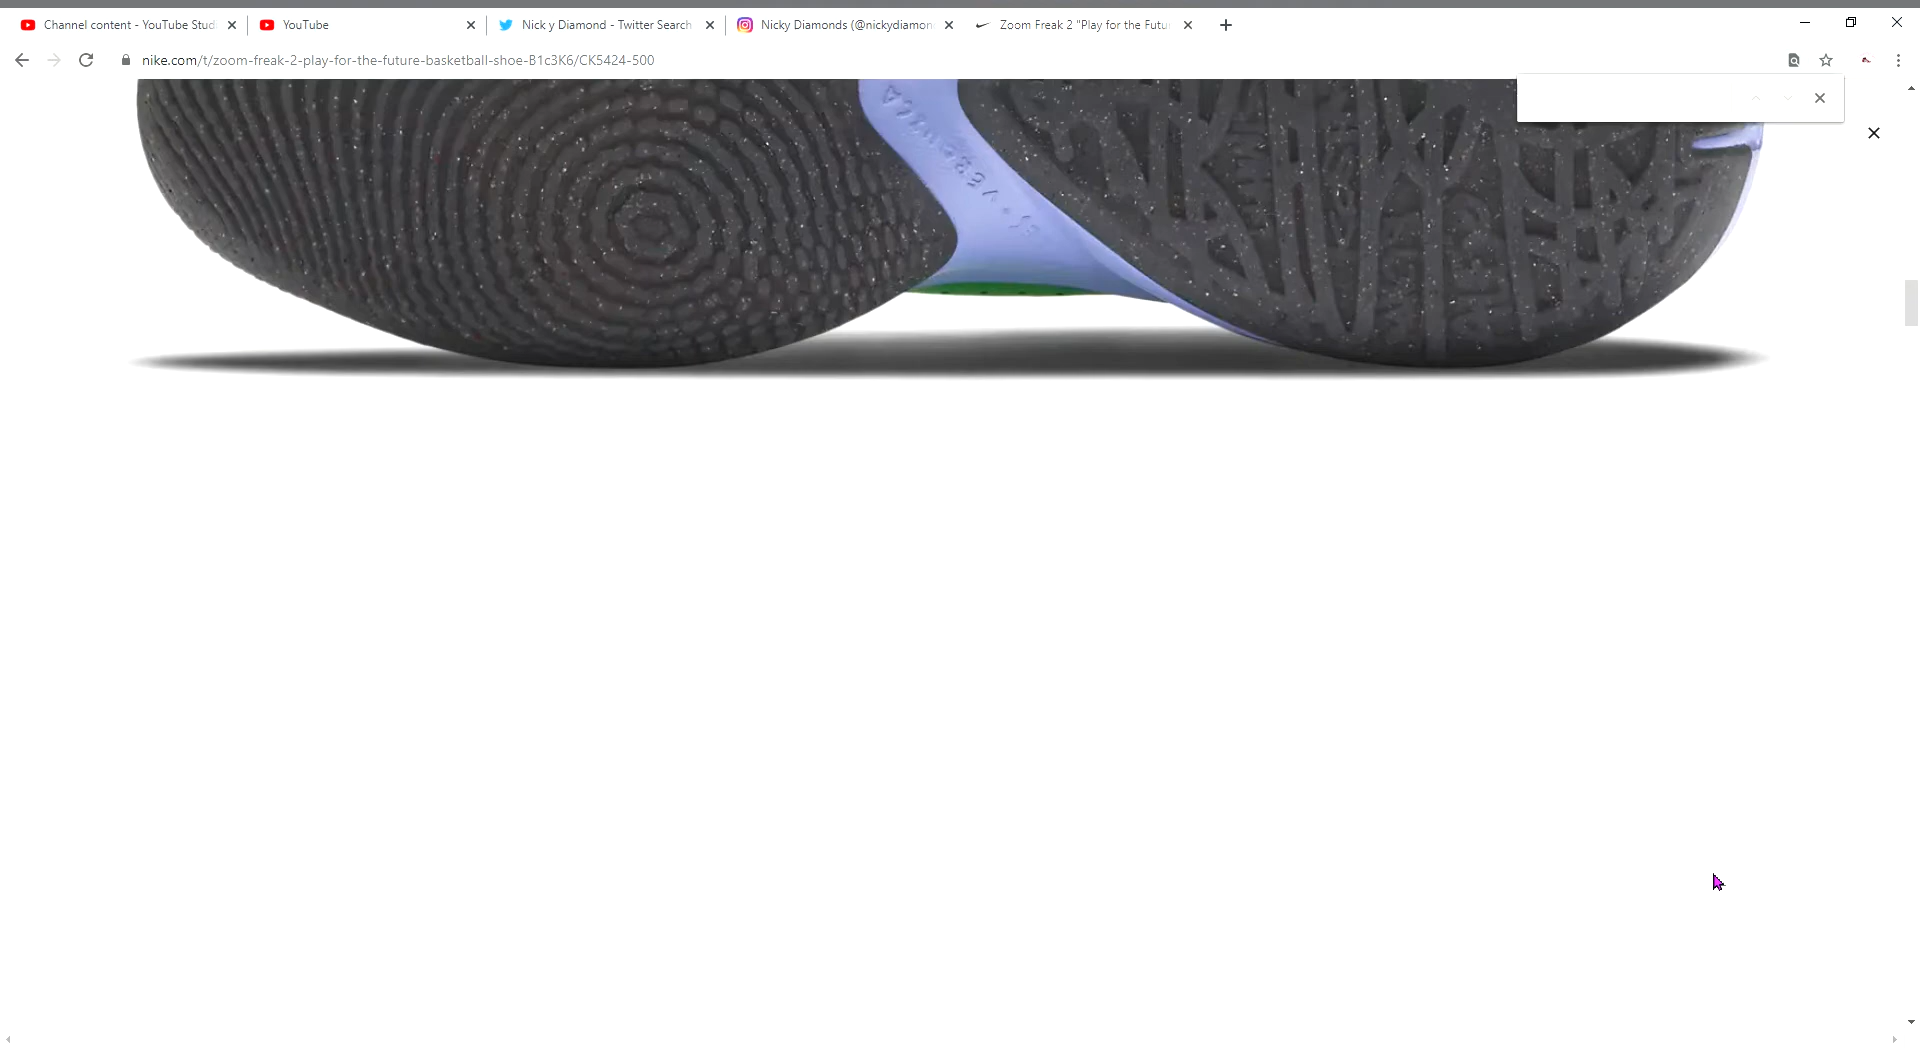 Channel content - YouTube Stud
YouTube
Nick y Diamond - Twitter Search
Nicky Diamonds (@nickydiamon
Zoom Freak 2 "Play for the Futu
nike.com/t/zoom-freak-2-play-for-the-future-basketball-shoe-B1c3K6/CK5424-500